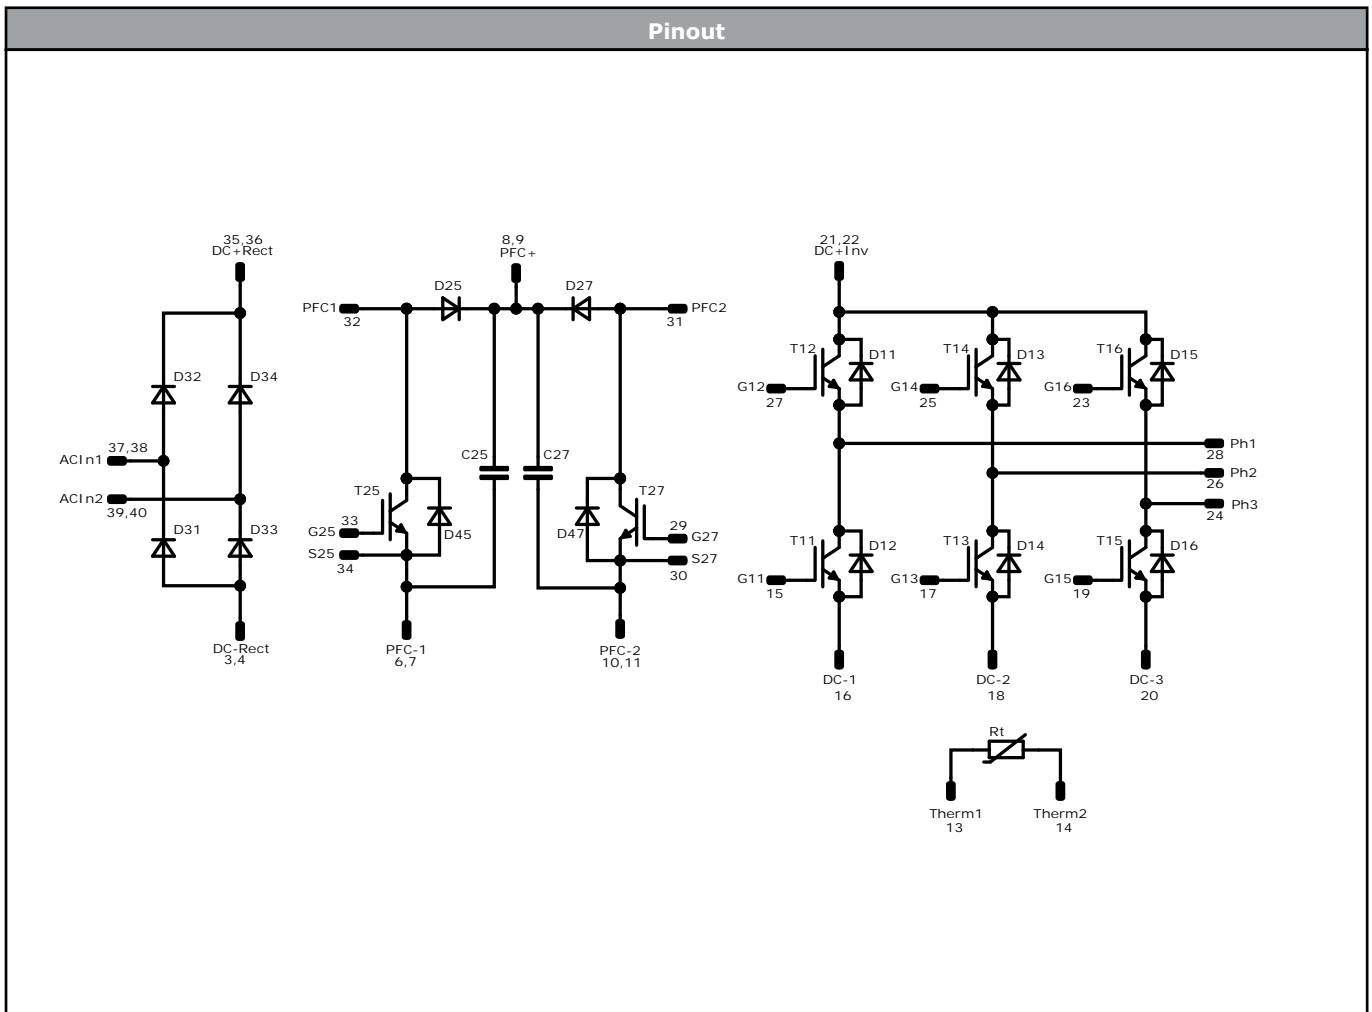 Pinout
35,36
DC+Rect
D32
D34
37,38
ACIn1
ACIn2
39,40
D31
D33
DC-Rect
3,4
8,9
PFC+
D25
D27
PFC1
32
PFC2
31
C25
C27
T25
33
G25
S25
34
D45
T27
D47
29
G27
S27
30
PFC-1
6,7
PFC-2
10,11
21,22
DC+Inv
T12
D11
G12
27
T14
D13
G14
25
T16
D15
G16
23
Ph1
28
Ph2
26
Ph3
24
T11
D12
G11
15
T13
D14
G13
17
T15
D16
G15
19
DC-1
16
DC-2
18
DC-3
20
Rt
Therm1
13
Therm2
14